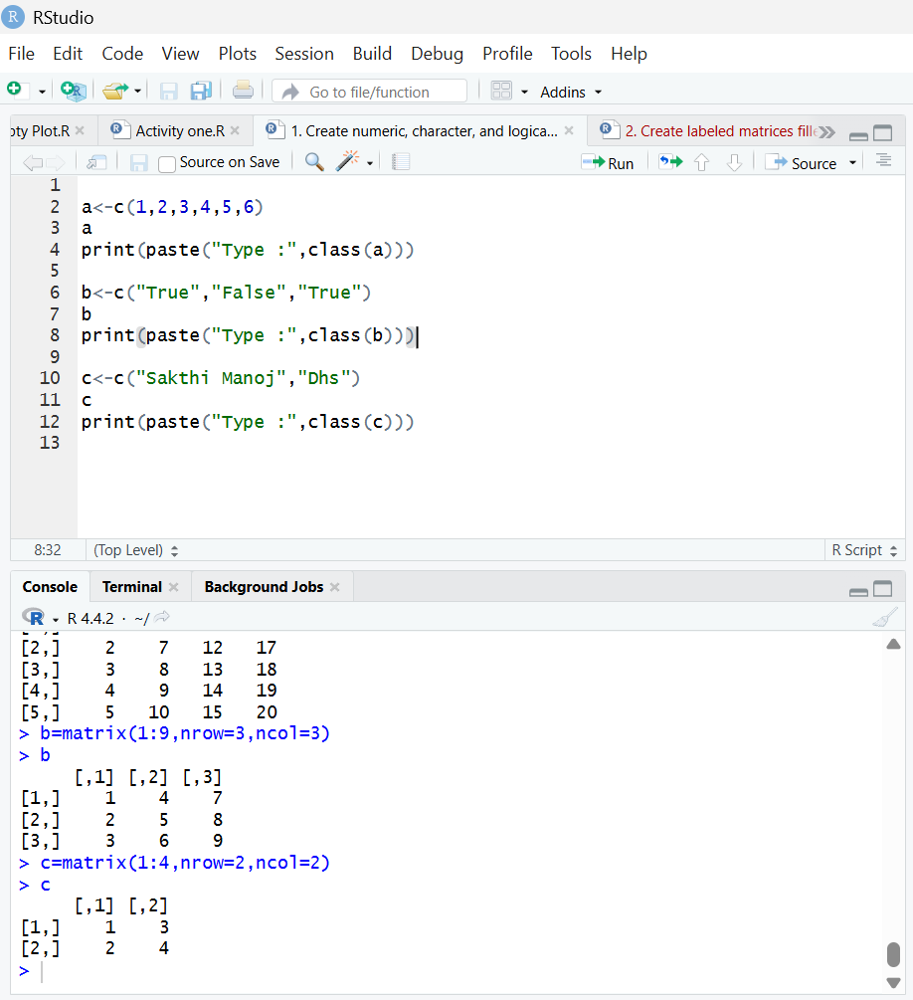 RStudio
File Edit Code View Plots Session Build Debug Profile Tools Help
Go to file/function Addins
oty Plot.R Activity one.R 1. Create numeric, character, and logica... 2. Create labeled matrices fill
Source on Save Run Source
1
2 a<-c(1,2,3,4,5,6)
3 a
4 print(paste("Type :",class(a)))
5
6 b<-c("True","False","True")
7 b
8 print(paste("Type :",class(b)))
9
10 c<-c("Sakthi Manoj","Dhs")
11 c
12 print(paste("Type :",class(c)))
13
8:32 (Top Level) R Script
Console Terminal Background Jobs
R 4.4.2 · ~/
[2,] 2 7 12 17
[3,] 3 8 13 18
[4,] 4 9 14 19
[5,] 5 10 15 20
> b=matrix(1:9,nrow=3,ncol=3)
> b
[,1] [,2] [,3]
[1,] 1 4 7
[2,] 2 5 8
[3,] 3 6 9
> c=matrix(1:4,nrow=2,ncol=2)
> c
[,1] [,2]
[1,] 1 3
[2,] 2 4
>